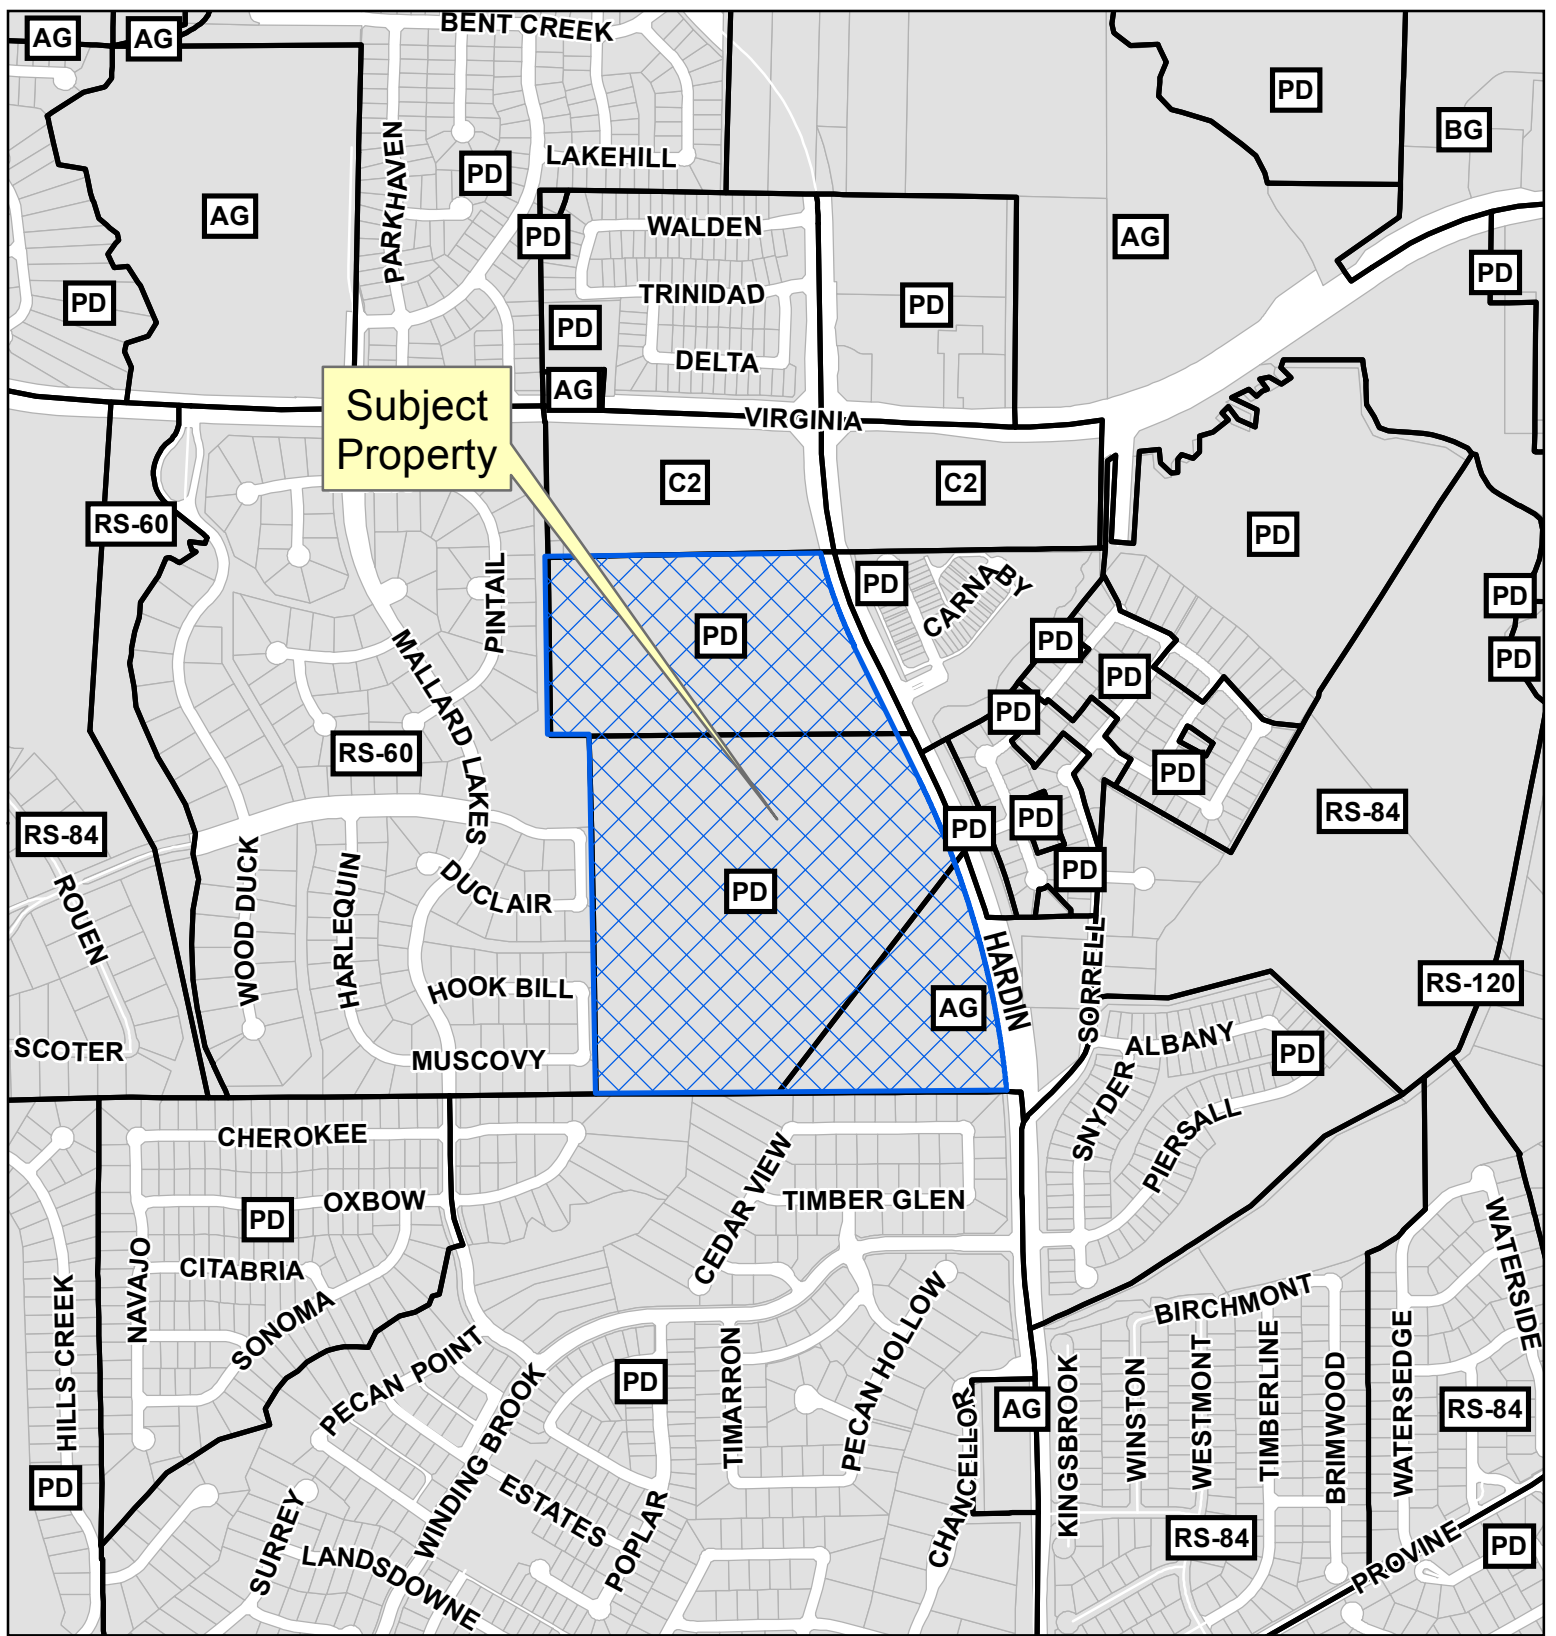 BENT CREEK
AG
AG
PD
BG
PARKHAVEN
LAKEHILL
PD
AG
PD
WALDEN
AG
PD
PD
TRINIDAD
PD
PD
DELTA
AG
Subject
Property
VIRGINIA
C2
C2
RS-60
PD
PINTAIL
PD
CARNABY
PD
PD
MALLARD LAKES
PD
PD
PD
PD
PD
RS-60
PD
RS-84
RS-84
PD
PD
PD
ROUEN
WOOD DUCK
HARLEQUIN
DUCLAIR
PD
HOOK BILL
AG
HARDIN
SORRELL
RS-120
SCOTER
MUSCOVY
ALBANY
PD
SNYDER
PIERSALL
CHEROKEE
OXBOW
PD
CEDAR VIEW
TIMBER GLEN
NAVAJO
CITABRIA
SONOMA
HILLS CREEK
PECAN POINT
PD
TIMARRON
PECAN HOLLOW
BIRCHMONT
WATERSIDE
WATERSEDGE
KINGSBROOK
WINSTON
WESTMONT
TIMBERLINE
BRIMWOOD
AG
RS-84
CHANCELLOR
WINDING BROOK
PD
ESTATES
POPLAR
SURREY
LANDSDOWNE
RS-84
PROVINE
PD